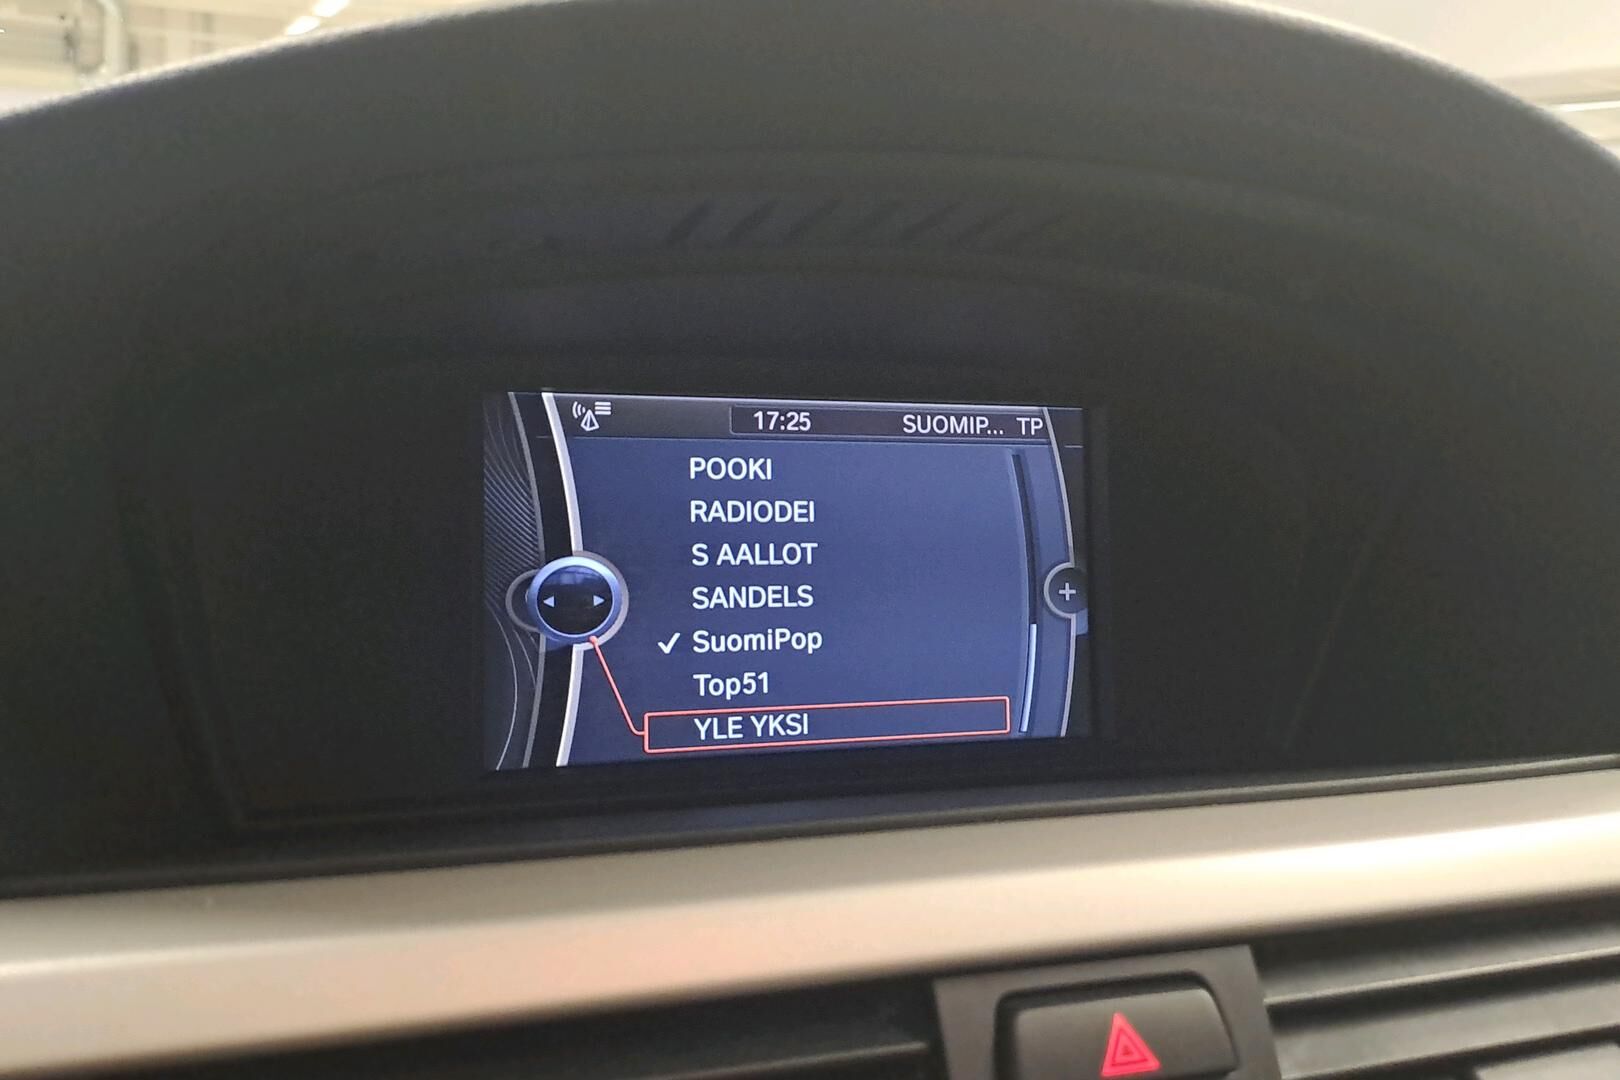 17:25 SUOMIP... TP
POOKI
RADIODEI
S AALLOT
SANDELS
✓ SuomiPop
Top51
YLE YKSI